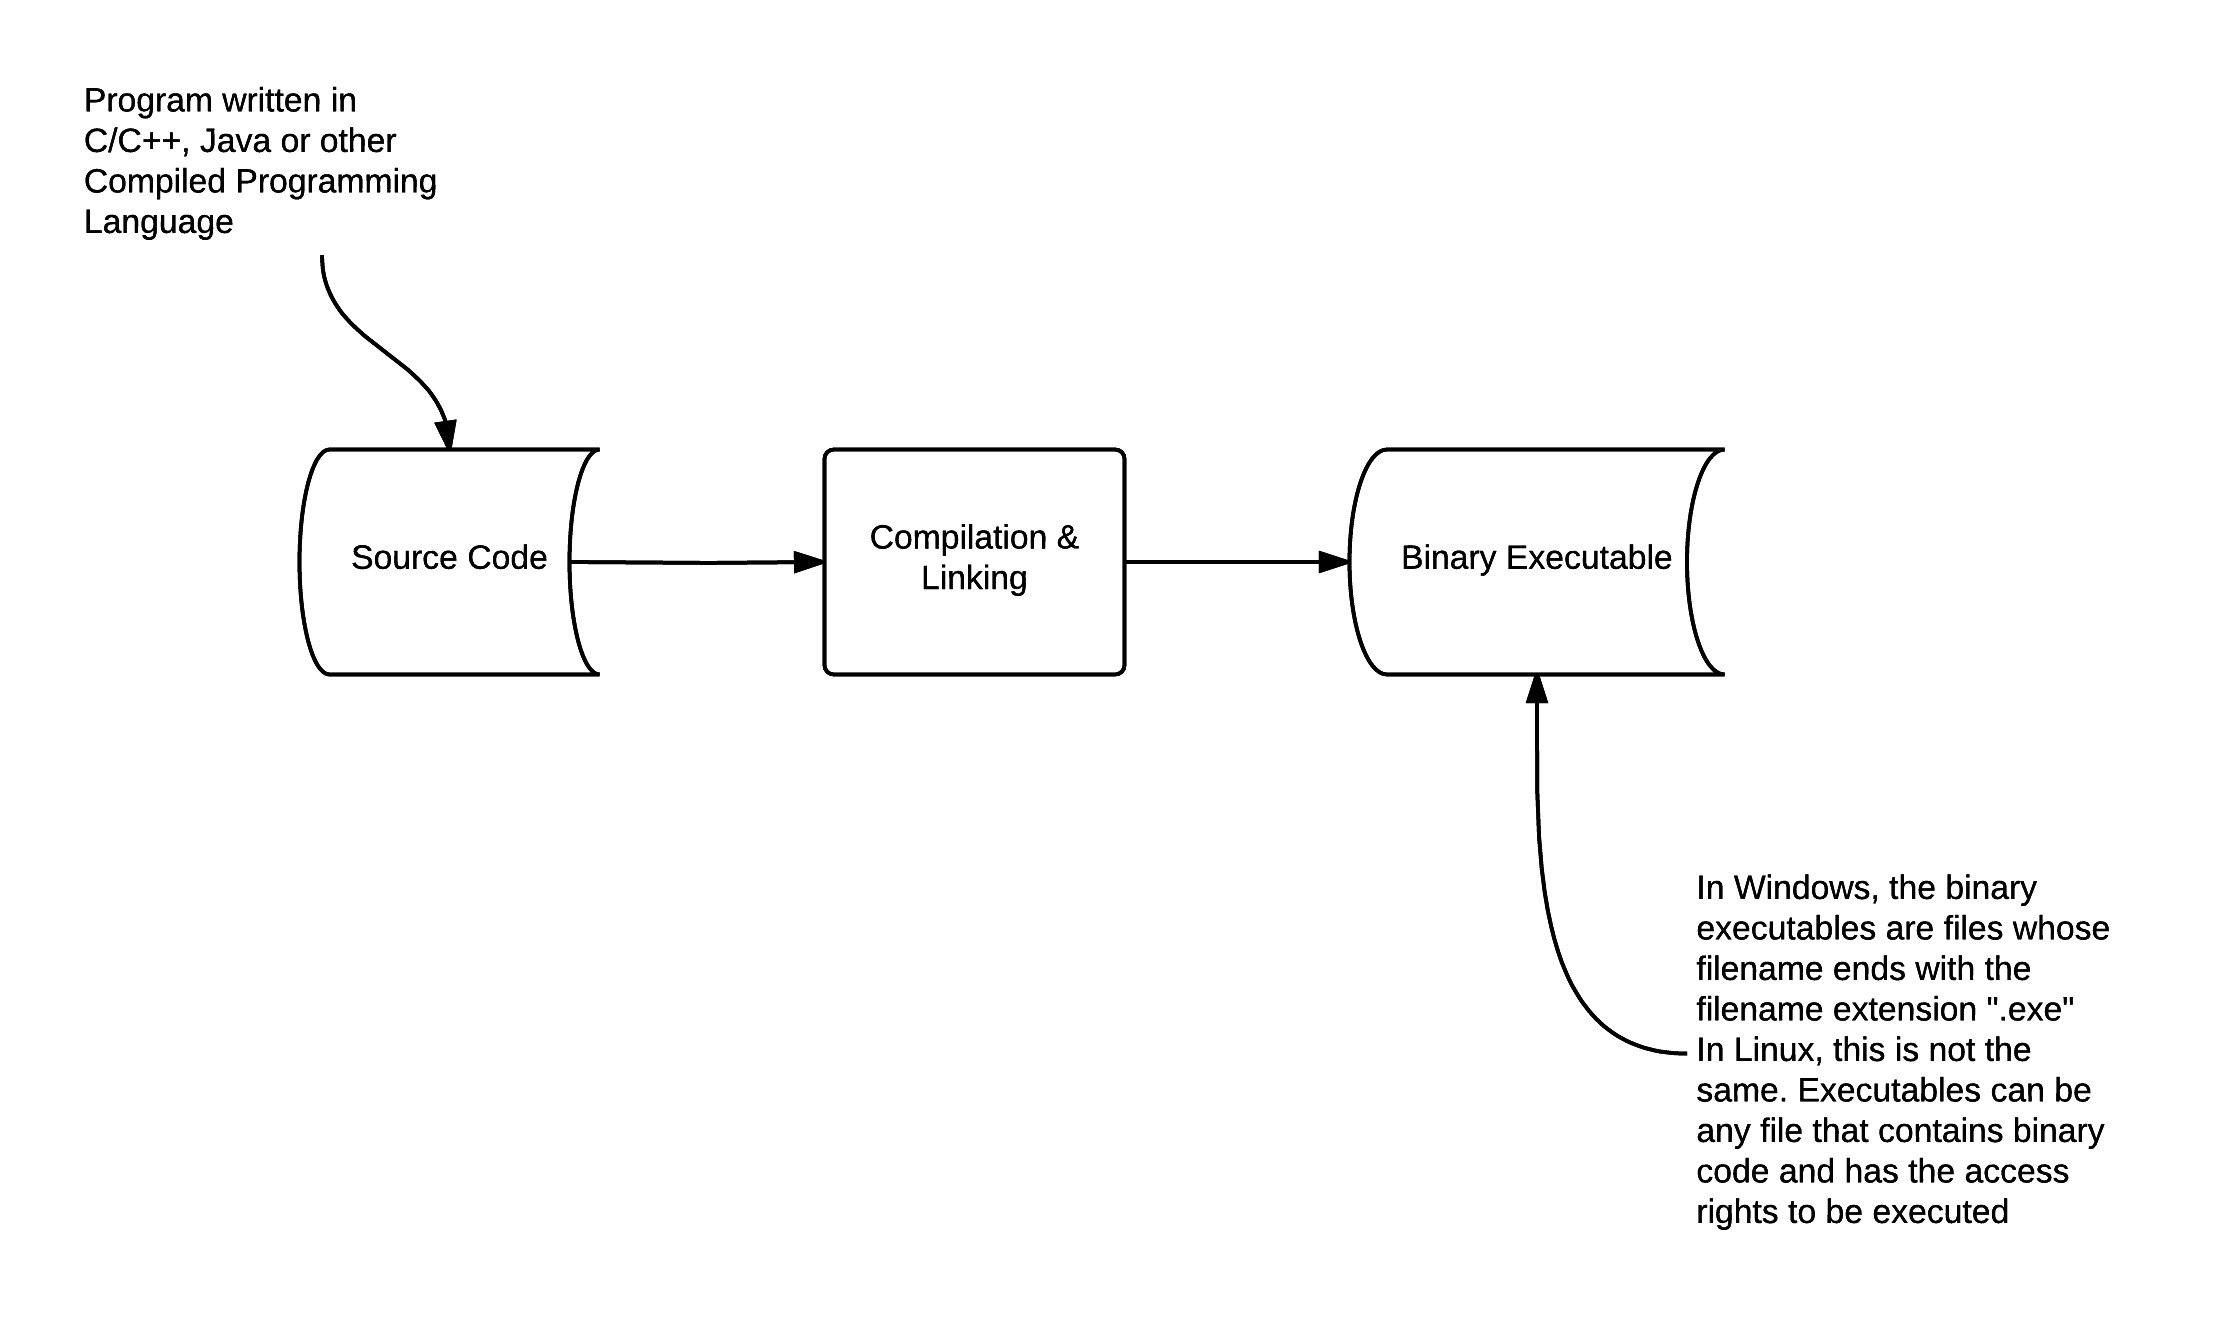 Program written in
C/C++, Java or other
Compiled Programming
Language
Source Code
Compilation &
Linking
Binary Executable
In Windows, the binary
executables are files whose
filename ends with the
filename extension ".exe"
In Linux, this is not the
same. Executables can be
any file that contains binary
code and has the access
rights to be executed